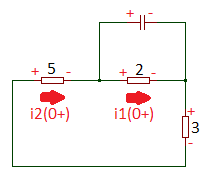 + -
+ 5 - + 2 -
i2(0+) i1(0+)
+
3
-